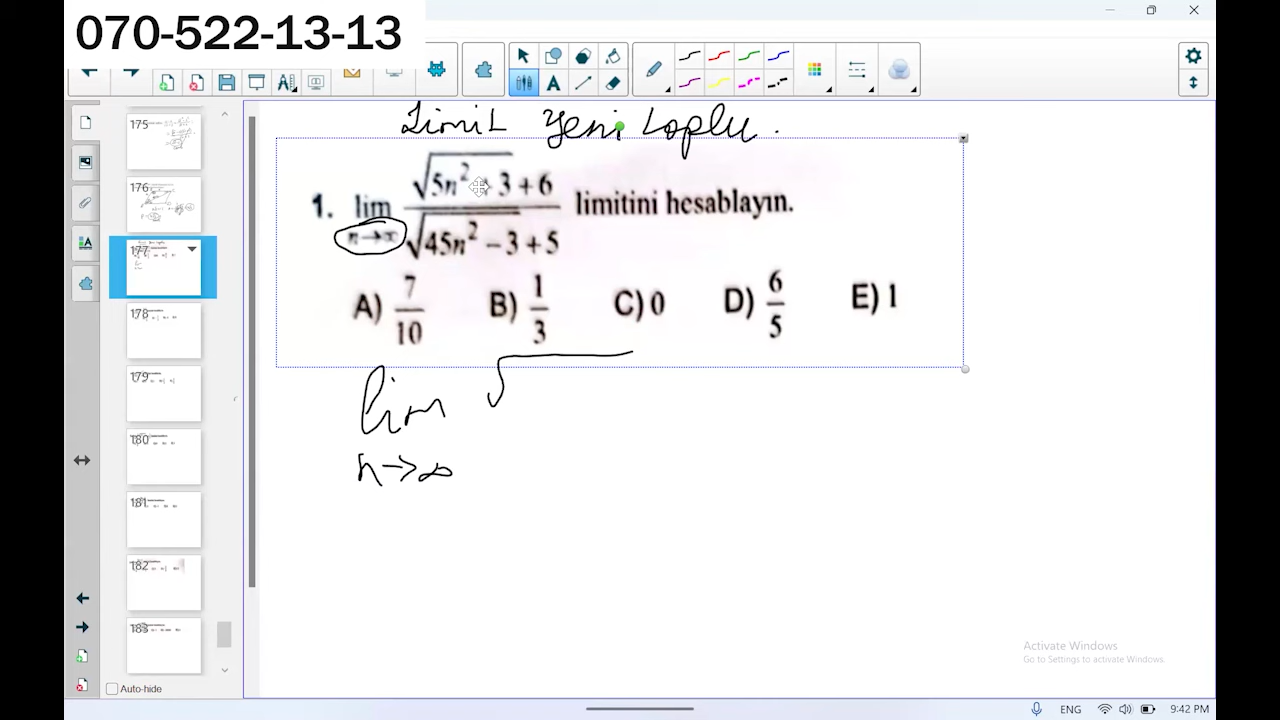 070-522-13-13
Limit Yeni toplu.
1. lim n→∞ (√5n² + 3 + 6) / (√45n² − 3 + 5) limitini hesablayın.
A) 7/10 B) 1/3 C) 0 D) 6/5 E) 1
lim √
n→∞
175
176
177
178
179
180
181
182
183
Auto-hide
Activate Windows
Go to Settings to activate Windows.
ENG 9:42 PM